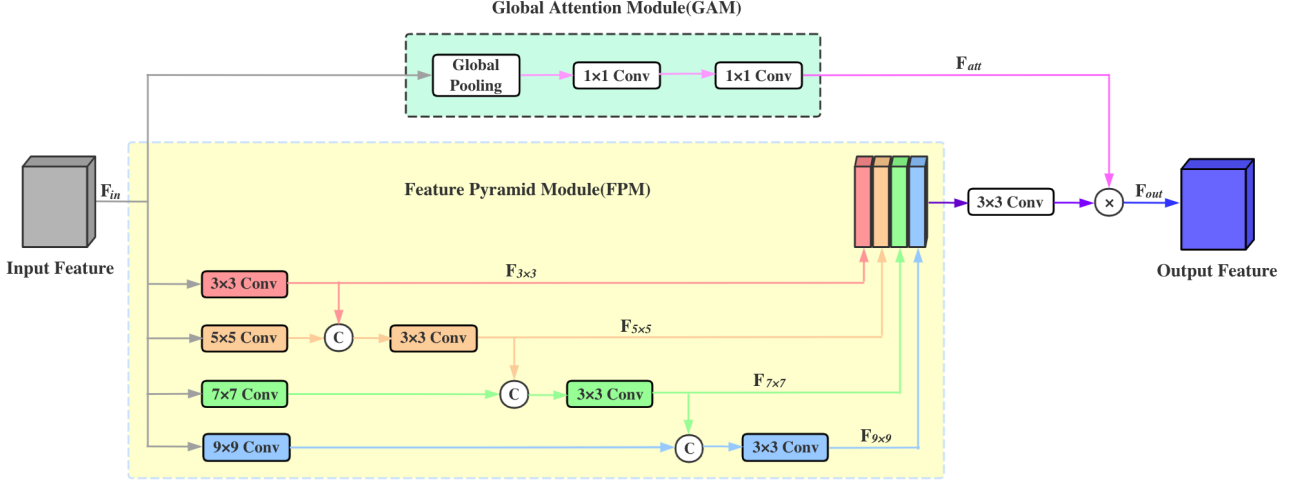 Global Attention Module(GAM)
Global
Pooling
1×1 Conv
1×1 Conv
Fatt
Fin
Input Feature
Feature Pyramid Module(FPM)
3×3 Conv
×
Fout
Output Feature
3×3 Conv
F3×3
5×5 Conv
C
3×3 Conv
F5×5
7×7 Conv
C
3×3 Conv
F7×7
9×9 Conv
C
3×3 Conv
F9×9